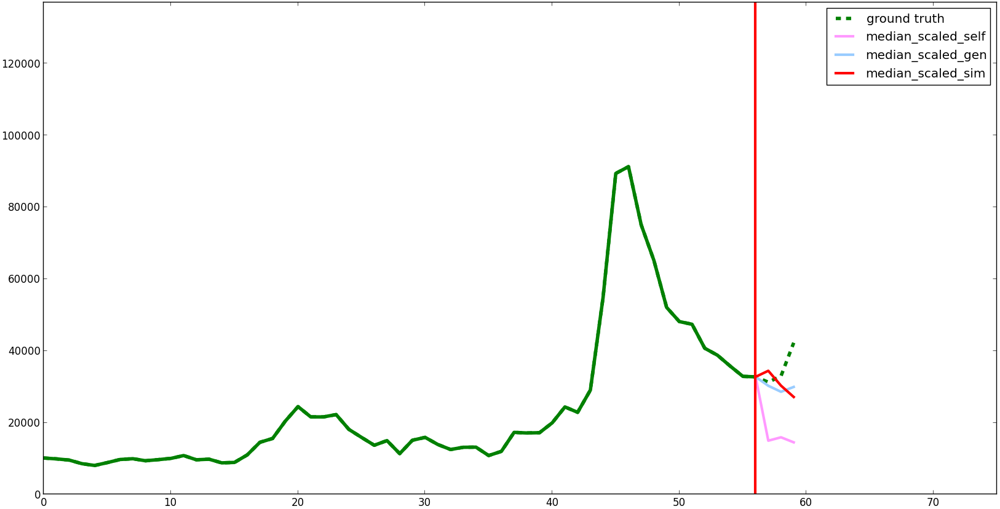 ground truth
median_scaled_self
median_scaled_gen
median_scaled_sim
120000
100000
80000
60000
40000
20000
0
0 10 20 30 40 50 60 70